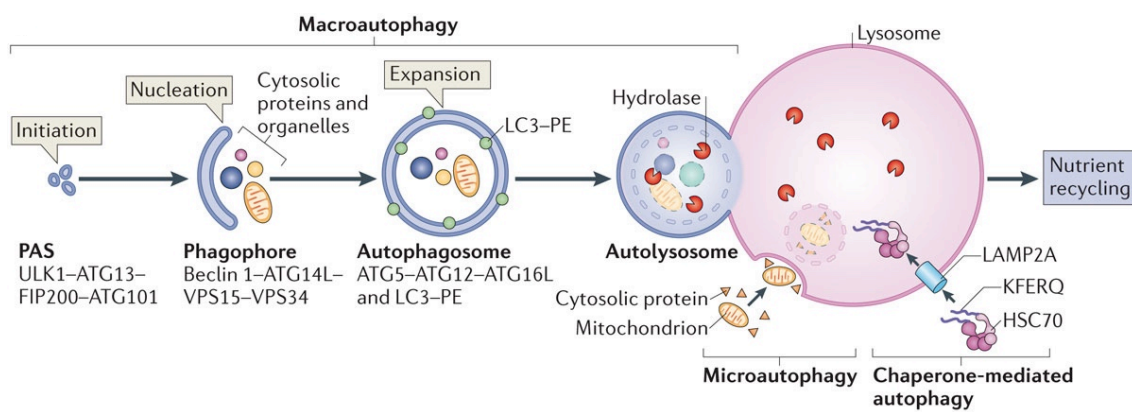 Macroautophagy
Lysosome
Initiation
Nucleation
Cytosolic
proteins and
organelles
Expansion
LC3–PE
Hydrolase
Nutrient
recycling
PAS
ULK1–ATG13–
FIP200–ATG101
Phagophore
Beclin 1–ATG14L–
VPS15–VPS34
Autophagosome
ATG5–ATG12–ATG16L
and LC3–PE
Autolysosome
Cytosolic protein
Mitochondrion
LAMP2A
KFERQ
HSC70
Microautophagy
Chaperone-mediated
autophagy